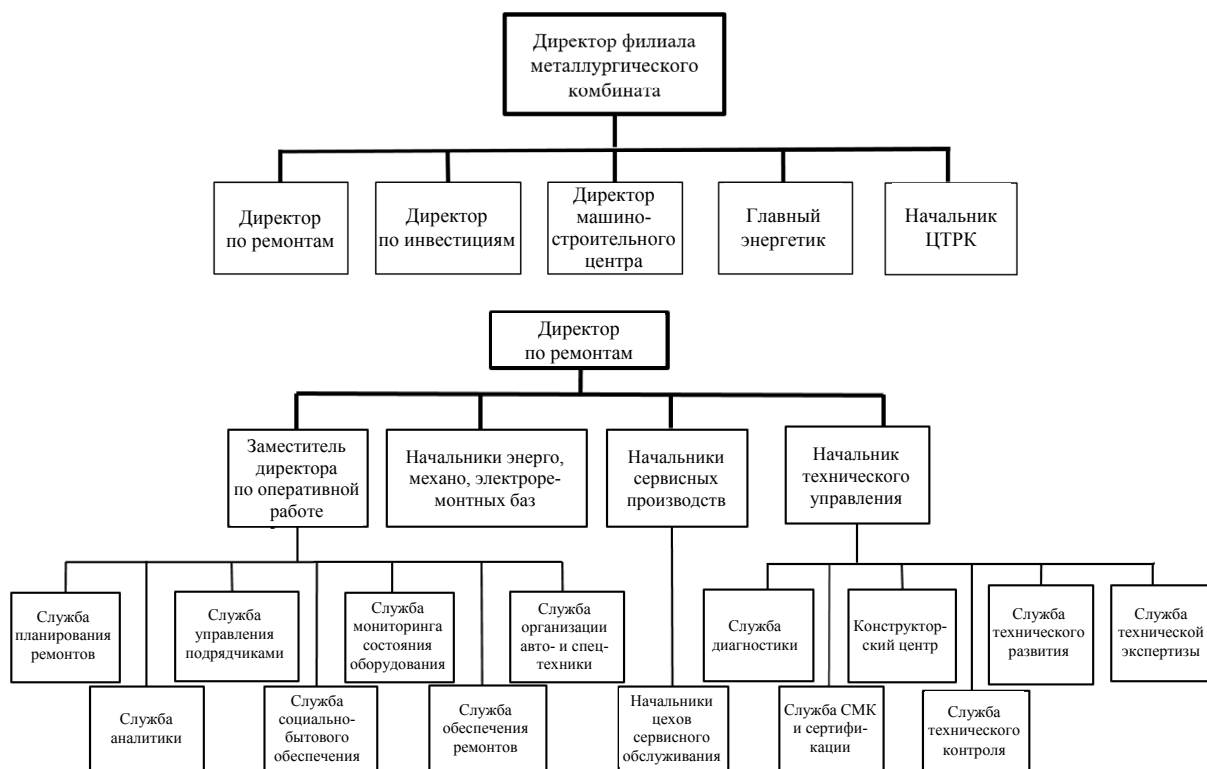 Директор филиала
металлургического
комбината
Директор
по ремонтам
Директор
по инвестициям
Директор
машино-
строительного
центра
Главный
энергетик
Начальник
ЦТРК
Директор
по ремонтам
Заместитель
директора
по оперативной
работе
Начальники энерго,
механо, электроре-
монтных баз
Начальники
сервисных
производств
Начальник
технического
управления
Служба
планирования
ремонтов
Служба
управления
подрядчиками
Служба
мониторинга
состояния
оборудования
Служба
организации
авто- и спец-
техники
Служба
диагностики
Конструктор-
ский центр
Служба
технического
развития
Служба
технической
экспертизы
Служба
аналитики
Служба
социально-
бытового
обеспечения
Служба
обеспечения
ремонтов
Начальники
цехов
сервисного
обслуживания
Служба СМК
и сертифи-
кации
Служба
технического
контроля